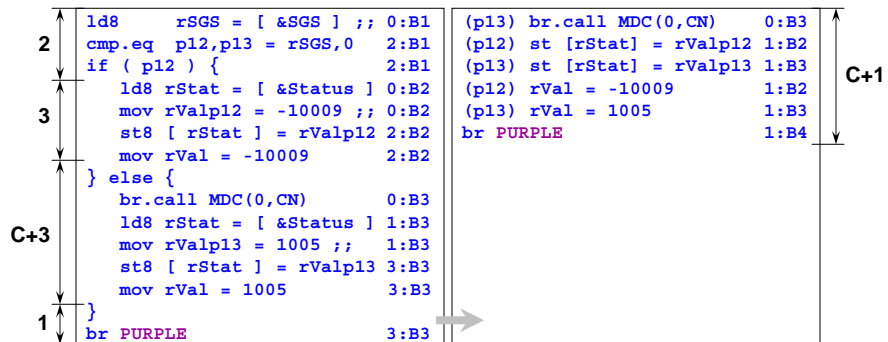 ld8 rSGS = [ &SGS ] ;; 0:B1
cmp.eq p12,p13 = rSGS,0 2:B1
if ( p12 ) { 2:B1
ld8 rStat = [ &Status ] 0:B2
mov rValp12 = -10009 ;; 0:B2
st8 [ rStat ] = rValp12 2:B2
mov rVal = -10009 2:B2
} else {
br.call MDC(0,CN) 0:B3
ld8 rStat = [ &Status ] 1:B3
mov rValp13 = 1005 ;; 1:B3
st8 [ rStat ] = rValp13 3:B3
mov rVal = 1005 3:B3
}
br PURPLE 3:B3
2
3
C+3
1
(p13) br.call MDC(0,CN) 0:B3
(p12) st [rStat] = rValp12 1:B2
(p13) st [rStat] = rValp13 1:B3
(p12) rVal = -10009 1:B2
(p13) rVal = 1005 1:B3
br PURPLE 1:B4
C+1